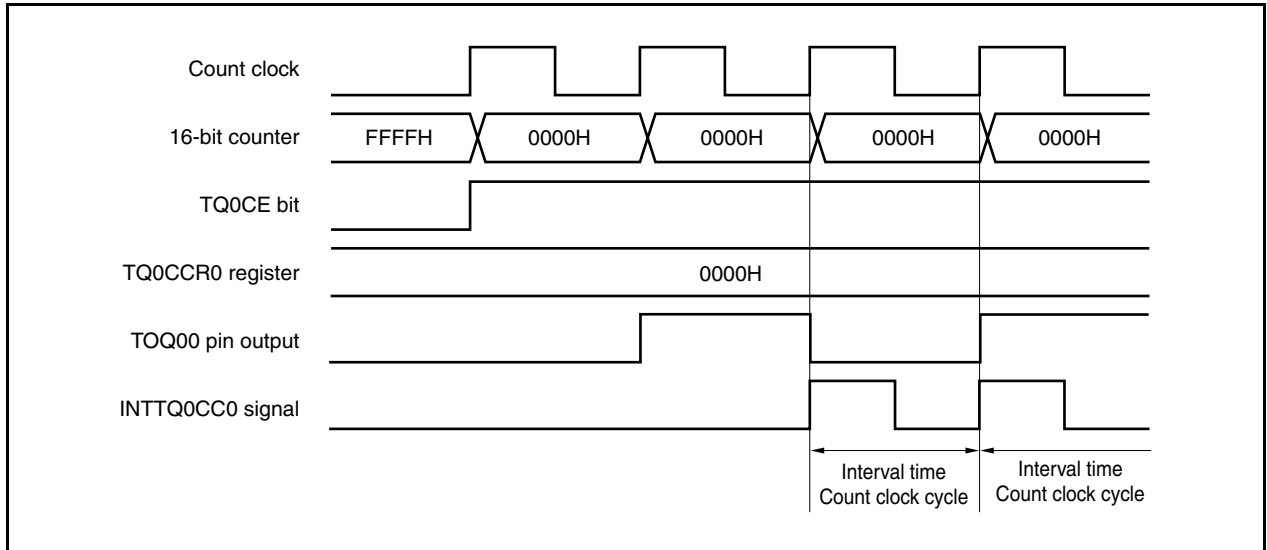 Count clock
16-bit counter
FFFFH
0000H
0000H
0000H
0000H
TQ0CE bit
TQ0CCR0 register
0000H
TOQ00 pin output
INTTQ0CC0 signal
Interval time
Count clock cycle
Interval time
Count clock cycle